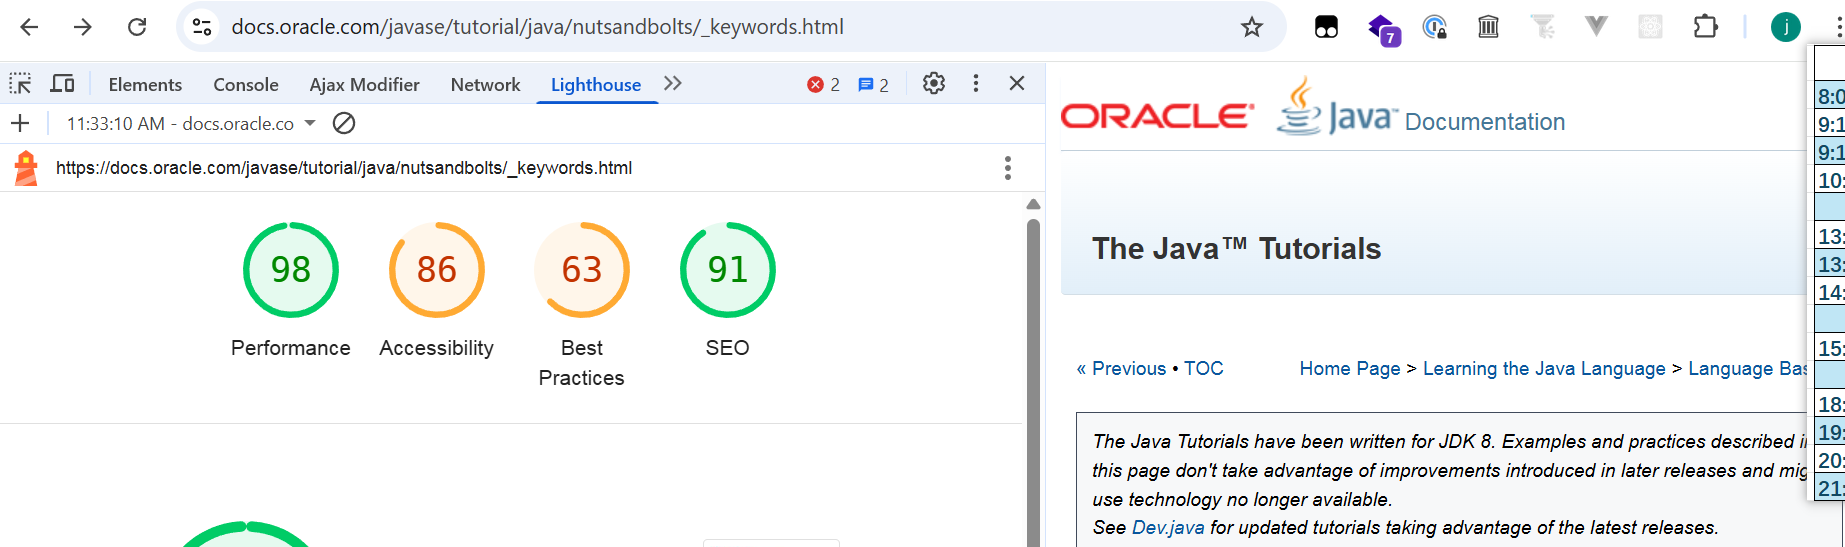 docs.oracle.com/javase/tutorial/java/nutsandbolts/_keywords.html
7
j
Elements Console Ajax Modifier Network Lighthouse 2 2
11:33:10 AM - docs.oracle.co
https://docs.oracle.com/javase/tutorial/java/nutsandbolts/_keywords.html
98 86 63 91
Performance Accessibility Best Practices SEO
ORACLE Java™ Documentation
The Java™ Tutorials
« Previous • TOC Home Page > Learning the Java Language > Language Bas
The Java Tutorials have been written for JDK 8. Examples and practices described i
this page don't take advantage of improvements introduced in later releases and mig
use technology no longer available.
See Dev.java for updated tutorials taking advantage of the latest releases.
8:0
9:1
9:1
10:
13:
13:
14:
15:
18:
19:
20:
21: